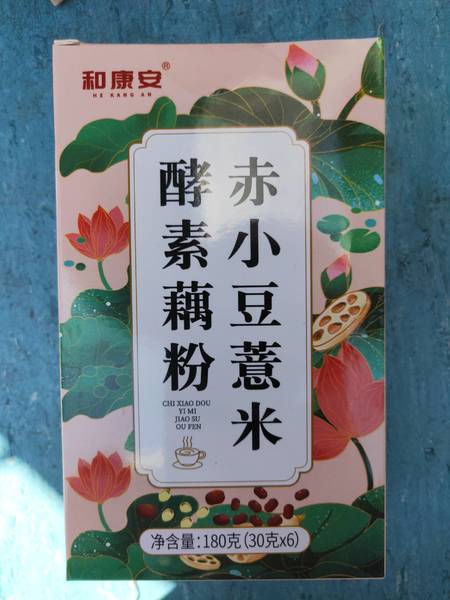 和康安®
HE KANG AN
赤小豆薏米
酵素藕粉
CHI XIAO DOU
YI MI
JIAO SU
OU FEN
净含量:180克(30克x6)